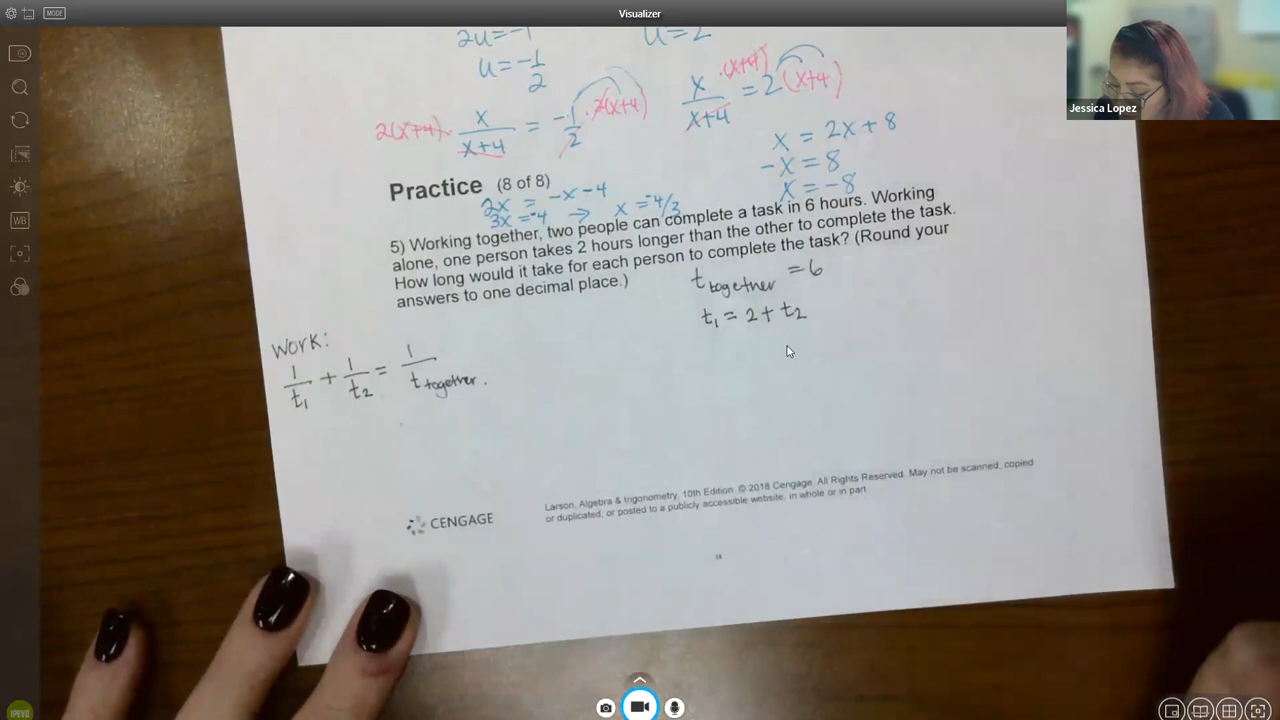 MODE
Visualizer
Jessica Lopez
WB
2u=-1
u=2
u=-1/2
2(x+4)· x/(x+4) = -1/2 ·2(x+4)
x/(x+4) ·(x+4) = 2(x+4)
x = 2x+8
-x = 8
x = -8
Practice (8 of 8)
2x = -x-4
3x=-4 → x=-4/3
5) Working together, two people can complete a task in 6 hours. Working
alone, one person takes 2 hours longer than the other to complete the task.
How long would it take for each person to complete the task? (Round your
answers to one decimal place.)
t together = 6
t₁ = 2 + t₂
Work:
1/t₁ + 1/t₂ = 1/t together.
Larson, Algebra & trigonometry, 10th Edition. © 2018 Cengage. All Rights Reserved. May not be scanned, copied
or duplicated, or posted to a publicly accessible website, in whole or in part
CENGAGE
IPEVO